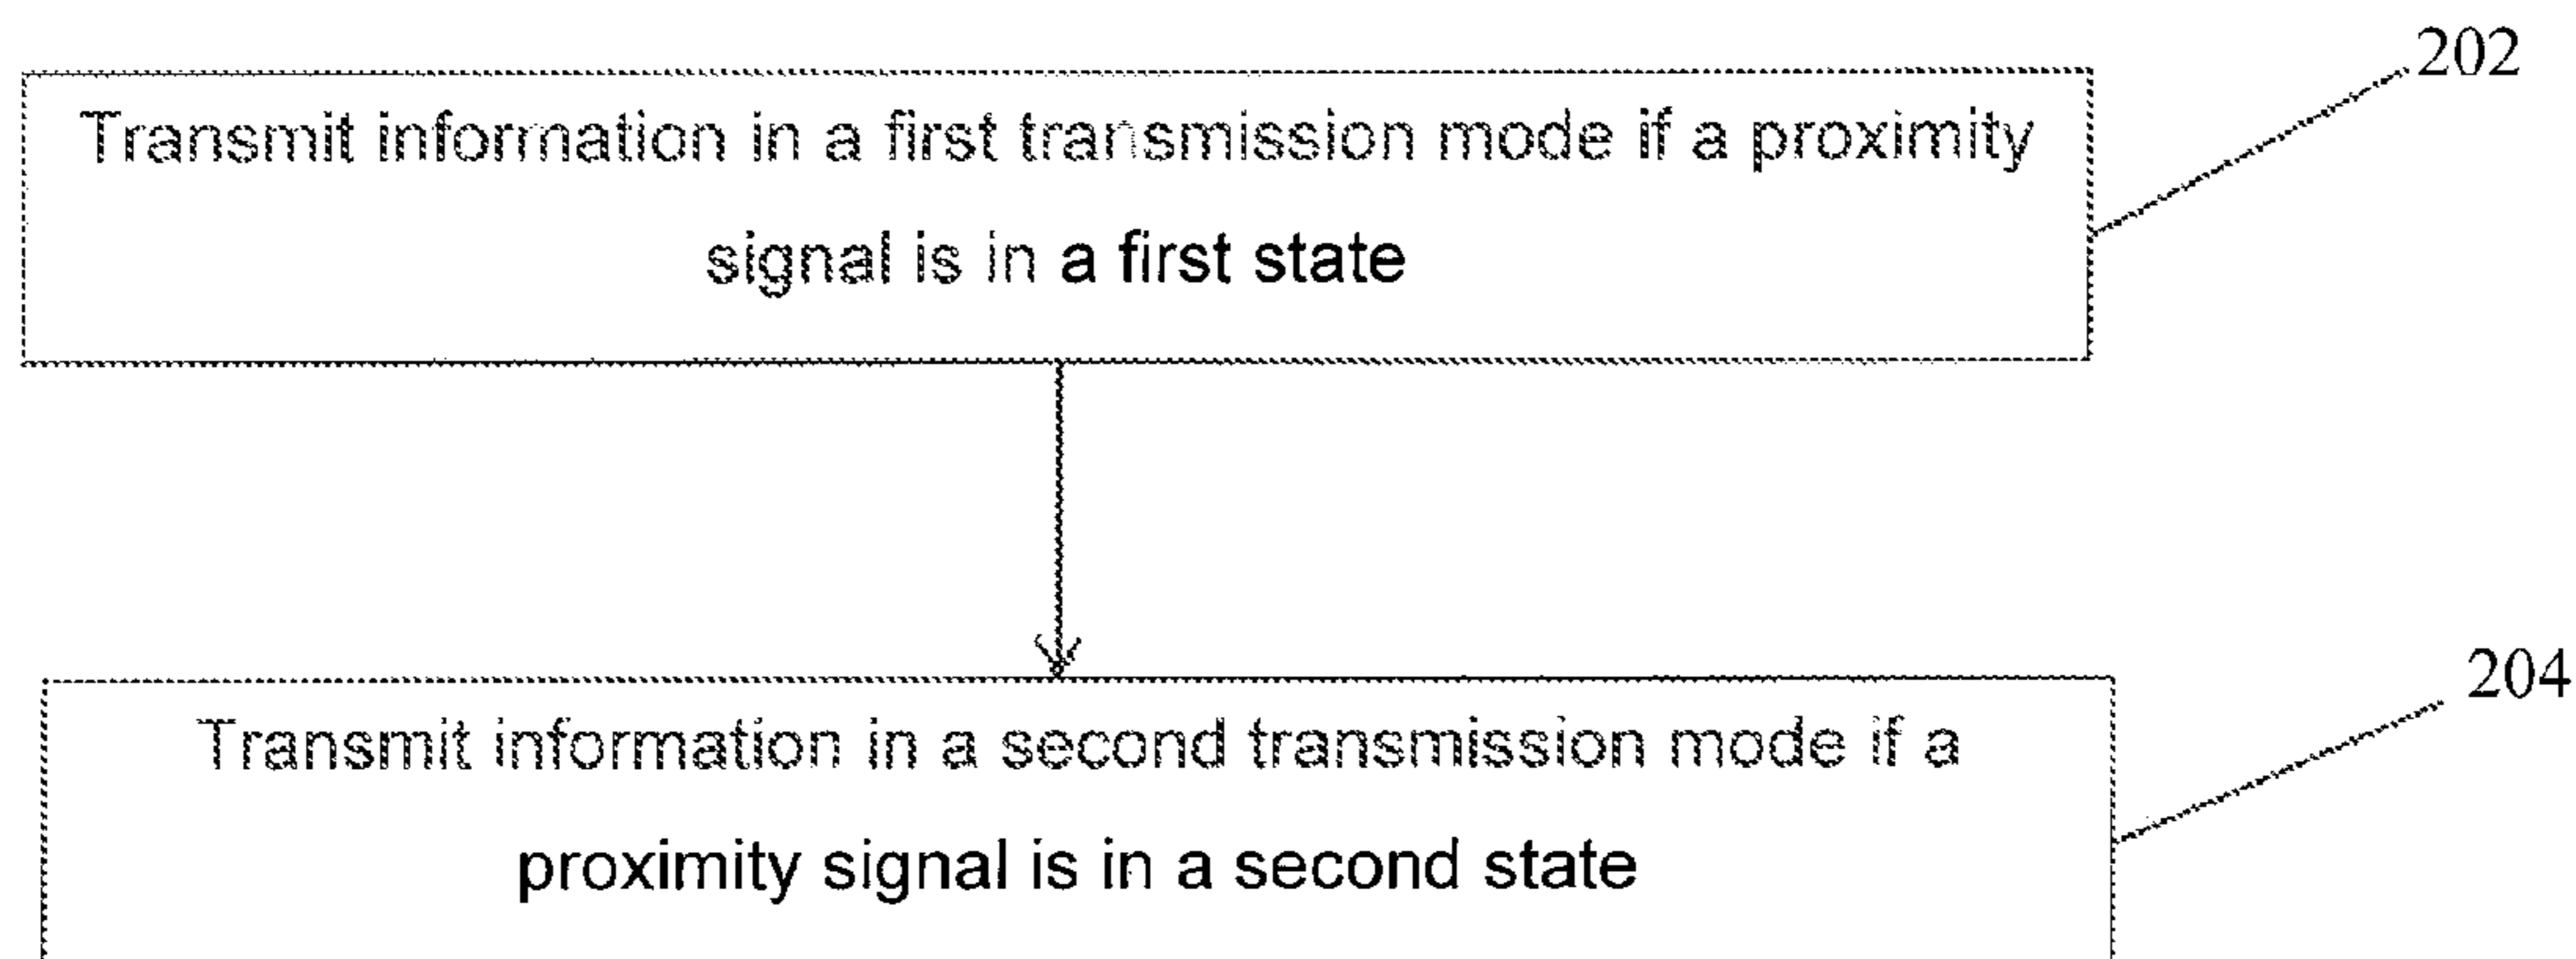 202
Transmit information in a first transmission mode if a proximity
signal is in a first state
204
Transmit information in a second transmission mode if a
proximity signal is in a second state